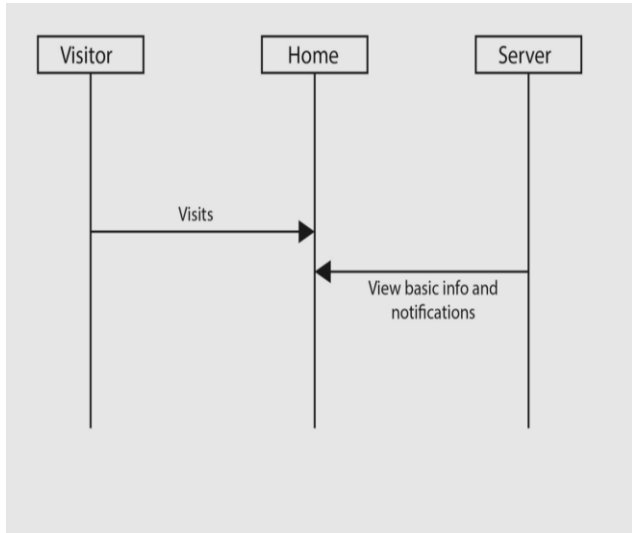 Visitor
Home
Server
Visits
View basic info and
notifications